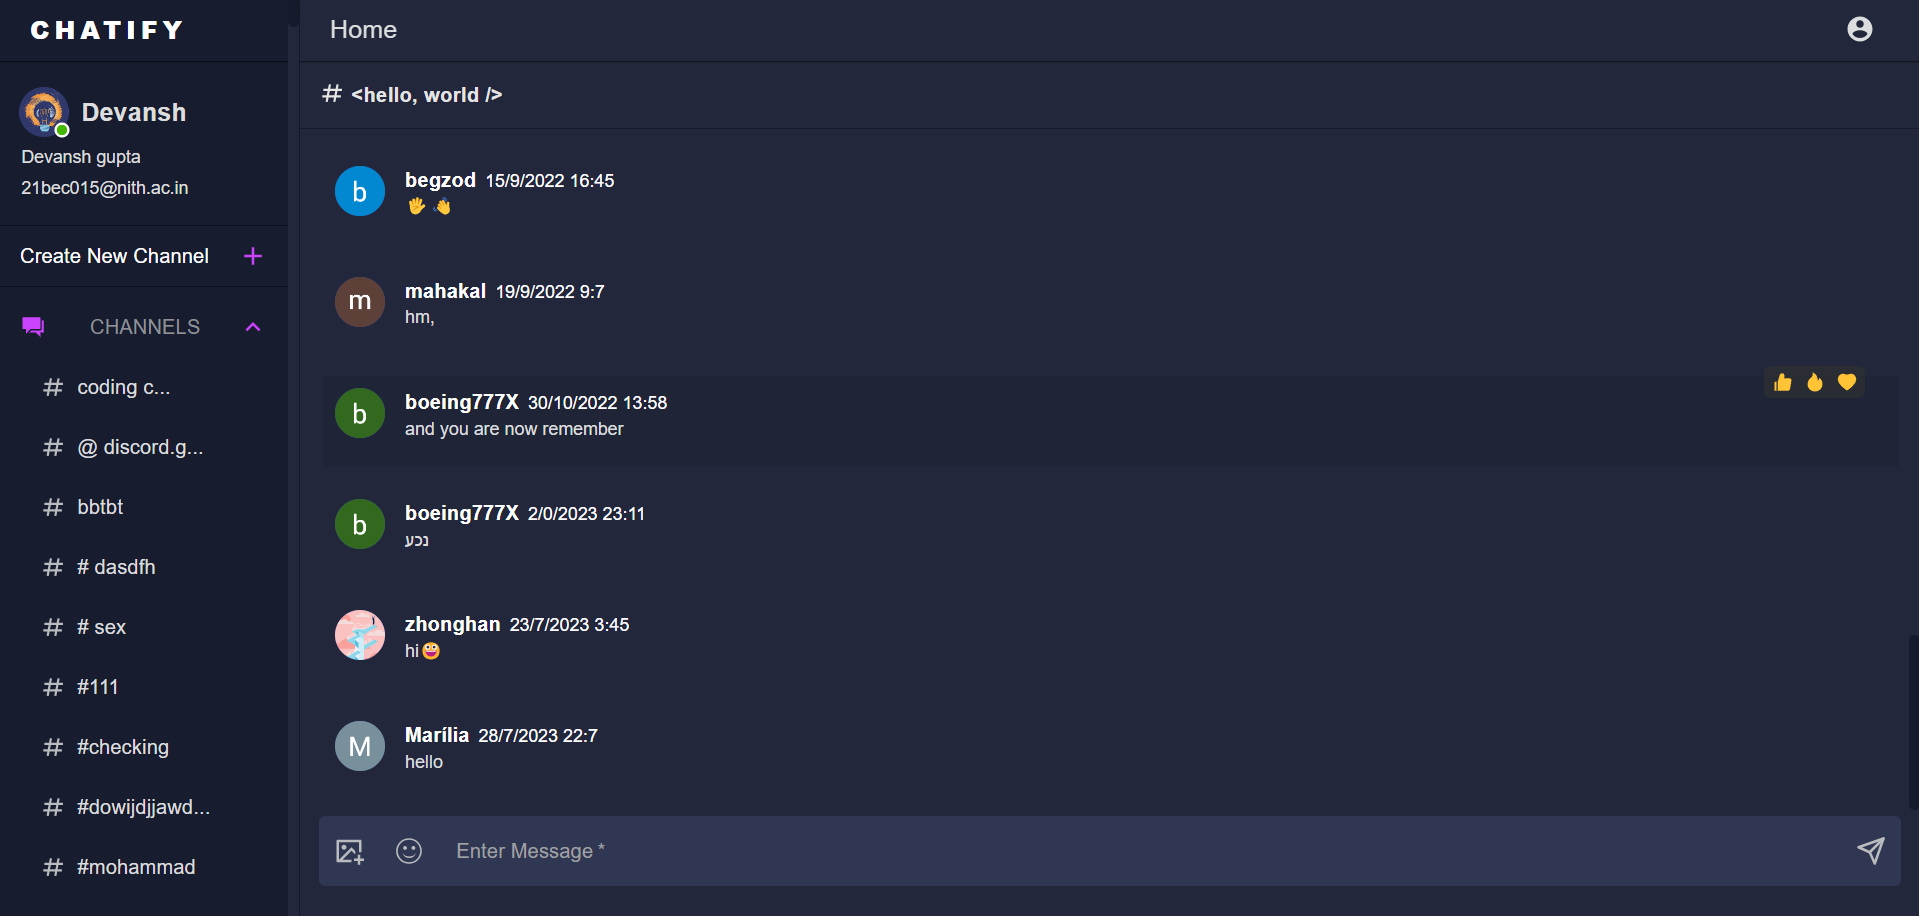 CHATIFY
Devansh
Devansh gupta
21bec015@nith.ac.in
Create New Channel
CHANNELS
# coding c...
# @ discord.g...
# bbtbt
# # dasdfh
# # sex
# #111
# #checking
# #dowijdjjawd...
# #mohammad
Home
# <hello, world />
b
begzod 15/9/2022 16:45
🖐 👋
m
mahakal 19/9/2022 9:7
hm,
b
boeing777X 30/10/2022 13:58
and you are now remember
b
boeing777X 2/0/2023 23:11
נכע
zhonghan 23/7/2023 3:45
hi😀
M
Marília 28/7/2023 22:7
hello
Enter Message *